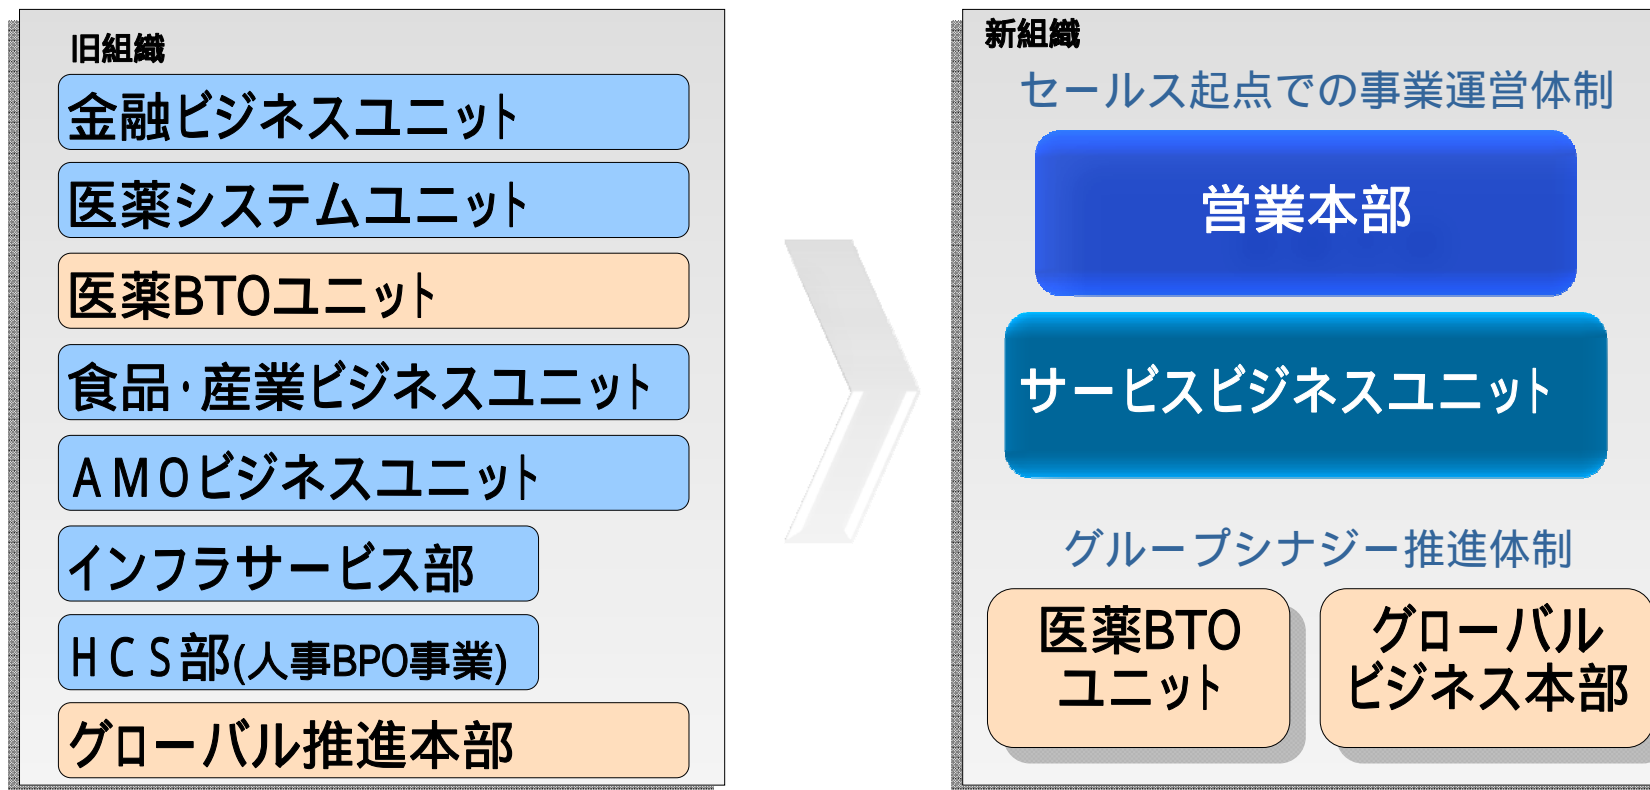 旧組織
金融ビジネスユニット
医薬システムユニット
医薬BTOユニット
食品・産業ビジネスユニット
AMOビジネスユニット
インフラサービス部
HCS部(人事BPO事業)
グローバル推進本部
新組織
セールス起点での事業運営体制
営業本部
サービスビジネスユニット
グループシナジー推進体制
医薬BTO
ユニット
グローバル
ビジネス本部